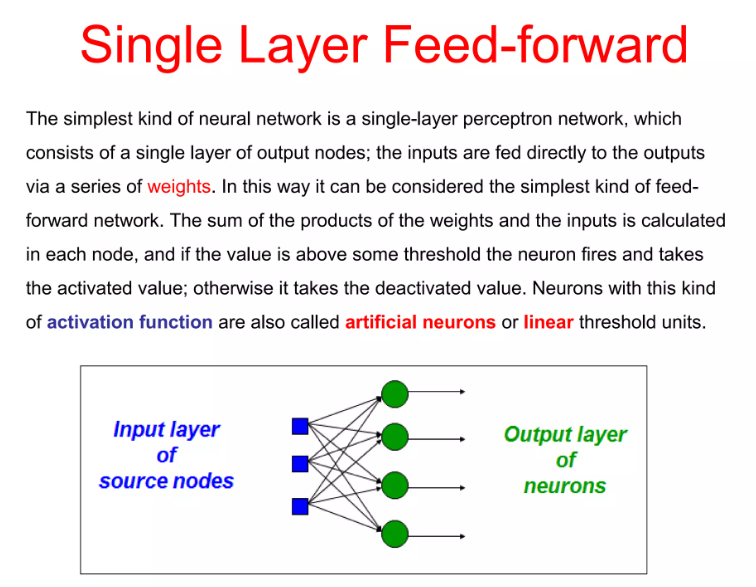 Single Layer Feed-forward
The simplest kind of neural network is a single-layer perceptron network, which
consists of a single layer of output nodes; the inputs are fed directly to the outputs
via a series of weights. In this way it can be considered the simplest kind of feed-
forward network. The sum of the products of the weights and the inputs is calculated
in each node, and if the value is above some threshold the neuron fires and takes
the activated value; otherwise it takes the deactivated value. Neurons with this kind
of activation function are also called artificial neurons or linear threshold units.
Input layer
of
source nodes
Output layer
of
neurons